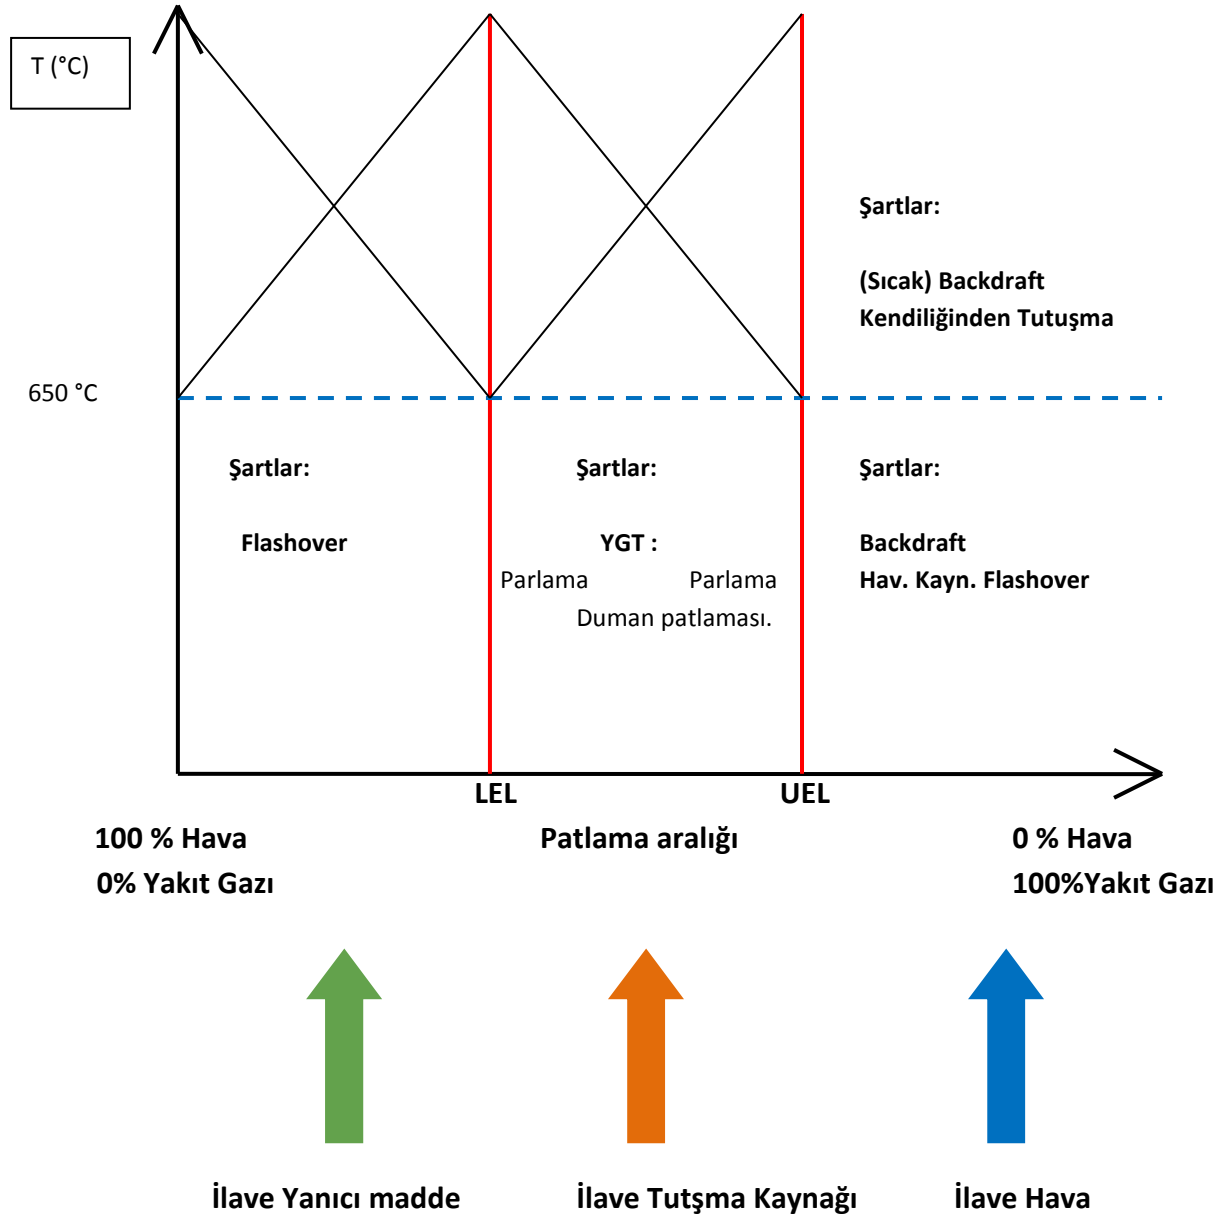 T (°C)
Şartlar:
(Sıcak) Backdraft
Kendiliğinden Tutuşma
650 °C
Şartlar:
Flashover
Şartlar:
YGT :
Parlama Parlama
Duman patlaması.
Şartlar:
Backdraft
Hav. Kayn. Flashover
LEL
UEL
100 % Hava
0% Yakıt Gazı
Patlama aralığı
0 % Hava
100%Yakıt Gazı
İlave Yanıcı madde
İlave Tutşma Kaynağı
İlave Hava